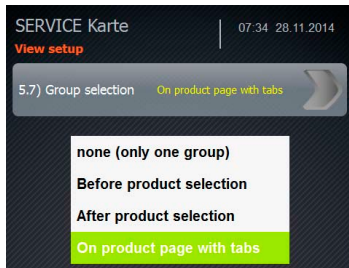 SERVICE Karte
07:34 28.11.2014
View setup
5.7) Group selection On product page with tabs
none (only one group)
Before product selection
After product selection
On product page with tabs